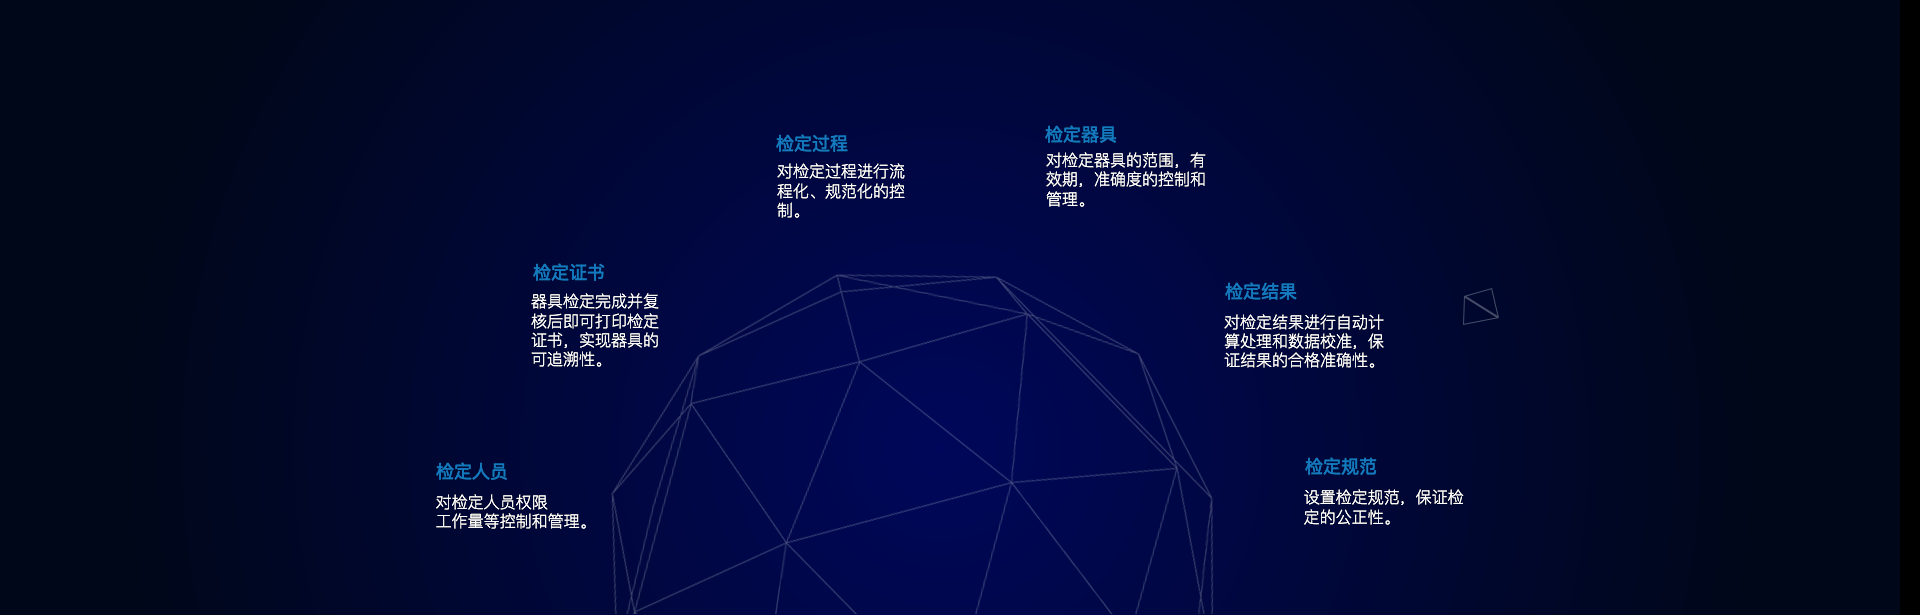 检定过程
对检定过程进行流
程化、规范化的控
制。
检定器具
对检定器具的范围，有
效期，准确度的控制和
管理。
检定证书
器具检定完成并复
核后即可打印检定
证书，实现器具的
可追溯性。
检定结果
对检定结果进行自动计
算处理和数据校准，保
证结果的合格准确性。
检定人员
对检定人员权限
工作量等控制和管理。
检定规范
设置检定规范，保证检
定的公正性。